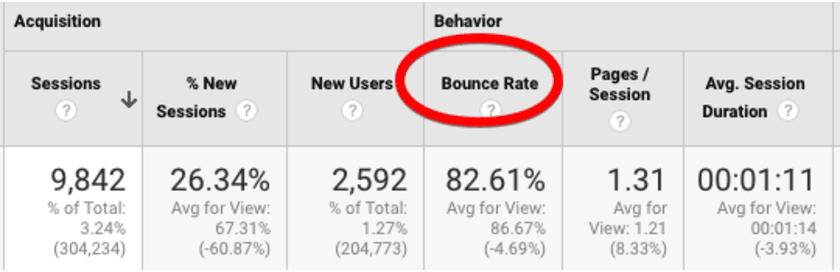 Acquisition
Behavior
Sessions
?
% New
Sessions ?
New Users
?
Bounce Rate
?
Pages /
Session
?
Avg. Session
Duration ?
9,842
% of Total:
3.24%
(304,234)
26.34%
Avg for View:
67.31%
(-60.87%)
2,592
% of Total:
1.27%
(204,773)
82.61%
Avg for View:
86.67%
(-4.69%)
1.31
Avg for
View: 1.21
(8.33%)
00:01:11
Avg for View:
00:01:14
(-3.93%)